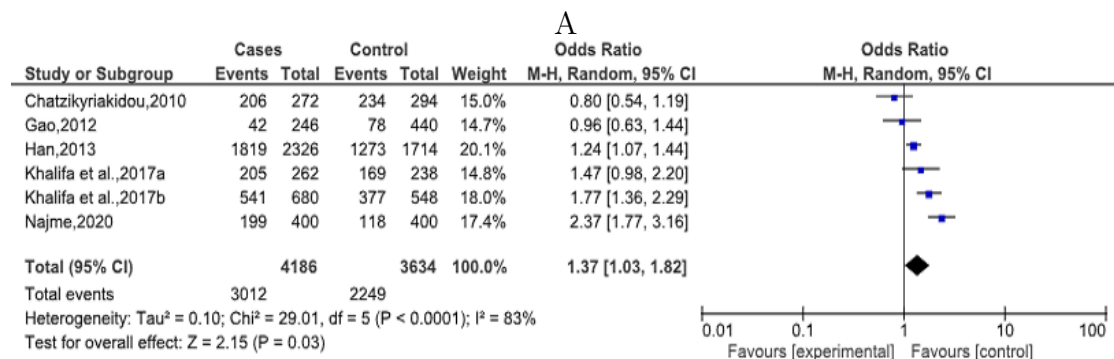 A
Cases Control Odds Ratio Odds Ratio
Study or Subgroup Events Total Events Total Weight M-H, Random, 95% CI M-H, Random, 95% CI
Chatzikyriakidou,2010 206 272 234 294 15.0% 0.80 [0.54, 1.19]
Gao,2012 42 246 78 440 14.7% 0.96 [0.63, 1.44]
Han,2013 1819 2326 1273 1714 20.1% 1.24 [1.07, 1.44]
Khalifa et al.,2017a 205 262 169 238 14.8% 1.47 [0.98, 2.20]
Khalifa et al.,2017b 541 680 377 548 18.0% 1.77 [1.36, 2.29]
Najme,2020 199 400 118 400 17.4% 2.37 [1.77, 3.16]
Total (95% CI) 4186 3634 100.0% 1.37 [1.03, 1.82]
Total events 3012 2249
Heterogeneity: Tau² = 0.10; Chi² = 29.01, df = 5 (P < 0.0001); I² = 83%
Test for overall effect: Z = 2.15 (P = 0.03)
0.01 0.1 1 10 100
Favours [experimental] Favours [control]